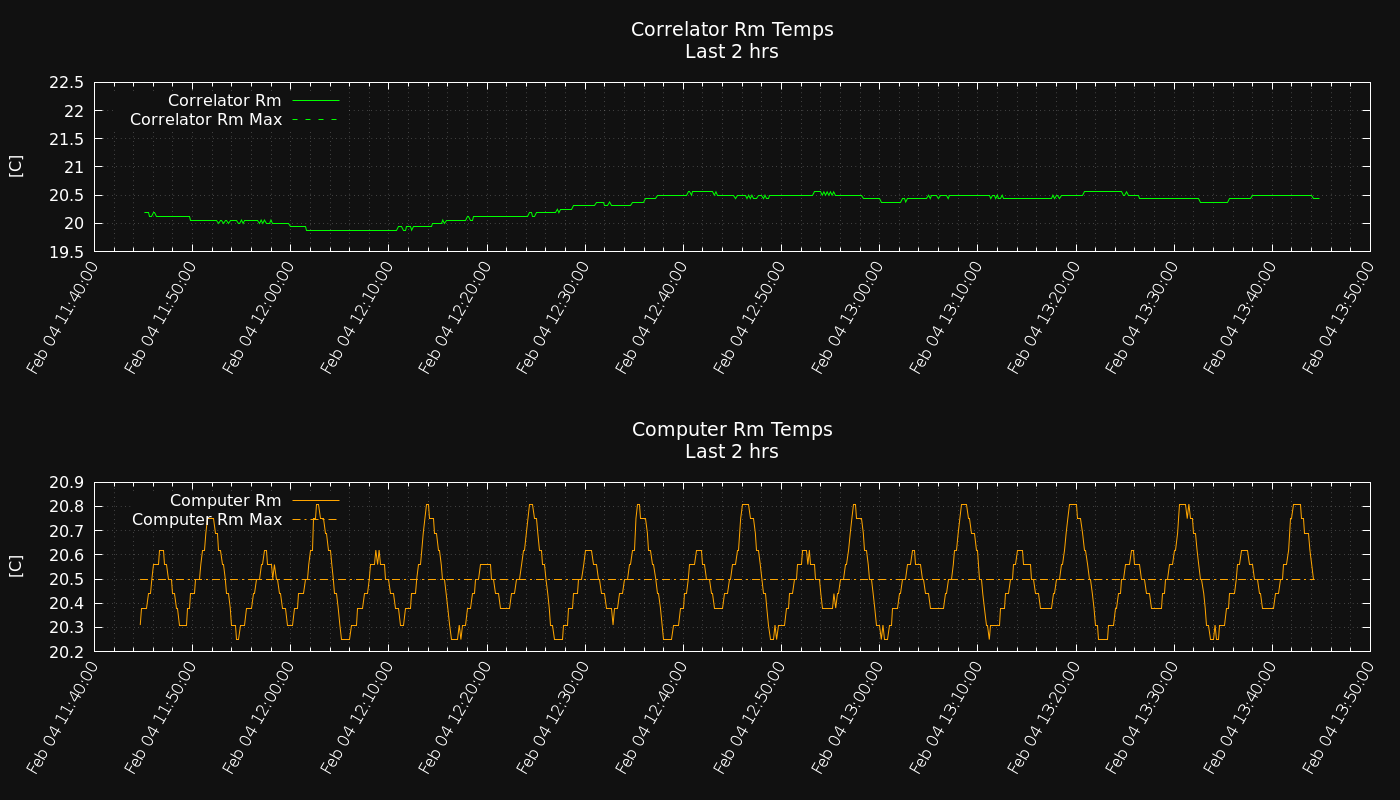 Correlator Rm Temps
Last 2 hrs
22.5
22
21.5
21
20.5
20
19.5
[C]
Correlator Rm
Correlator Rm Max
Feb 04 11:40:00
Feb 04 11:50:00
Feb 04 12:00:00
Feb 04 12:10:00
Feb 04 12:20:00
Feb 04 12:30:00
Feb 04 12:40:00
Feb 04 12:50:00
Feb 04 13:00:00
Feb 04 13:10:00
Feb 04 13:20:00
Feb 04 13:30:00
Feb 04 13:40:00
Feb 04 13:50:00
Computer Rm Temps
Last 2 hrs
20.9
20.8
20.7
20.6
20.5
20.4
20.3
20.2
[C]
Computer Rm
Computer Rm Max
Feb 04 11:40:00
Feb 04 11:50:00
Feb 04 12:00:00
Feb 04 12:10:00
Feb 04 12:20:00
Feb 04 12:30:00
Feb 04 12:40:00
Feb 04 12:50:00
Feb 04 13:00:00
Feb 04 13:10:00
Feb 04 13:20:00
Feb 04 13:30:00
Feb 04 13:40:00
Feb 04 13:50:00